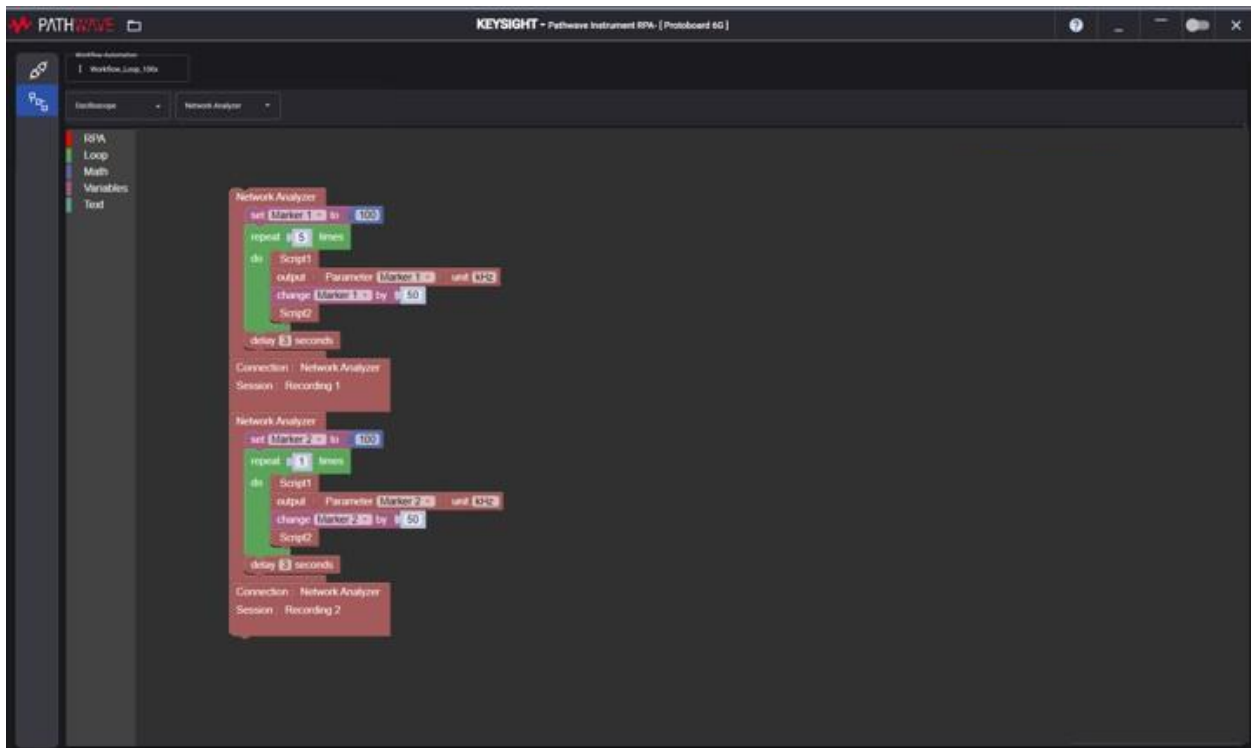 PATHWAVE
KEYSIGHT - Pathwave Instrument RPA- [ Protoboard 6G ]
Workflow Automation
Workflow_Loop_100x
Oscilloscope
Network Analyzer
RPA
Loop
Math
Variables
Text
Network Analyzer
set Marker 1 to 100
repeat 5 times
do Script1
output Parameter Marker 1 unit kHz
change Marker 1 by 50
Script2
delay 3 seconds
Connection Network Analyzer
Session Recording 1
Network Analyzer
set Marker 2 to 100
repeat 1 times
do Script1
output Parameter Marker 2 unit kHz
change Marker 2 by 50
Script2
delay 3 seconds
Connection Network Analyzer
Session Recording 2